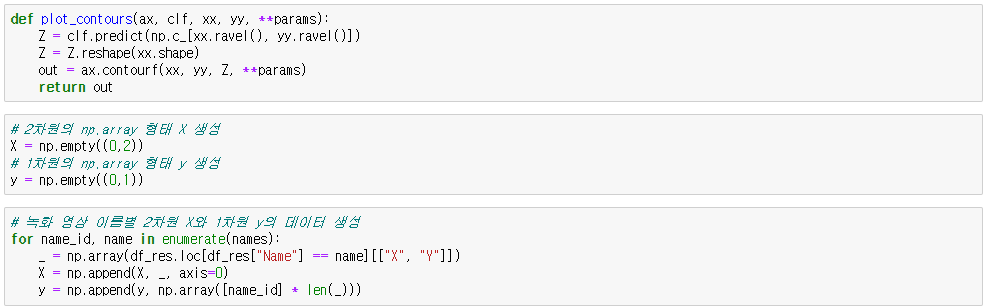 def plot_contours(ax, clf, xx, yy, **params):
    Z = clf.predict(np.c_[xx.ravel(), yy.ravel()])
    Z = Z.reshape(xx.shape)
    out = ax.contourf(xx, yy, Z, **params)
    return out
# 2차원의 np.array 형태 X 생성
X = np.empty((0,2))
# 1차원의 np.array 형태 y 생성
y = np.empty((0,1))
# 녹화 영상 이름별 2차원 X와 1차원 y의 데이터 생성
for name_id, name in enumerate(names):
    _ = np.array(df_res.loc[df_res["Name"] == name][["X", "Y"]])
    X = np.append(X, _, axis=0)
    y = np.append(y, np.array([name_id] * len(_)))